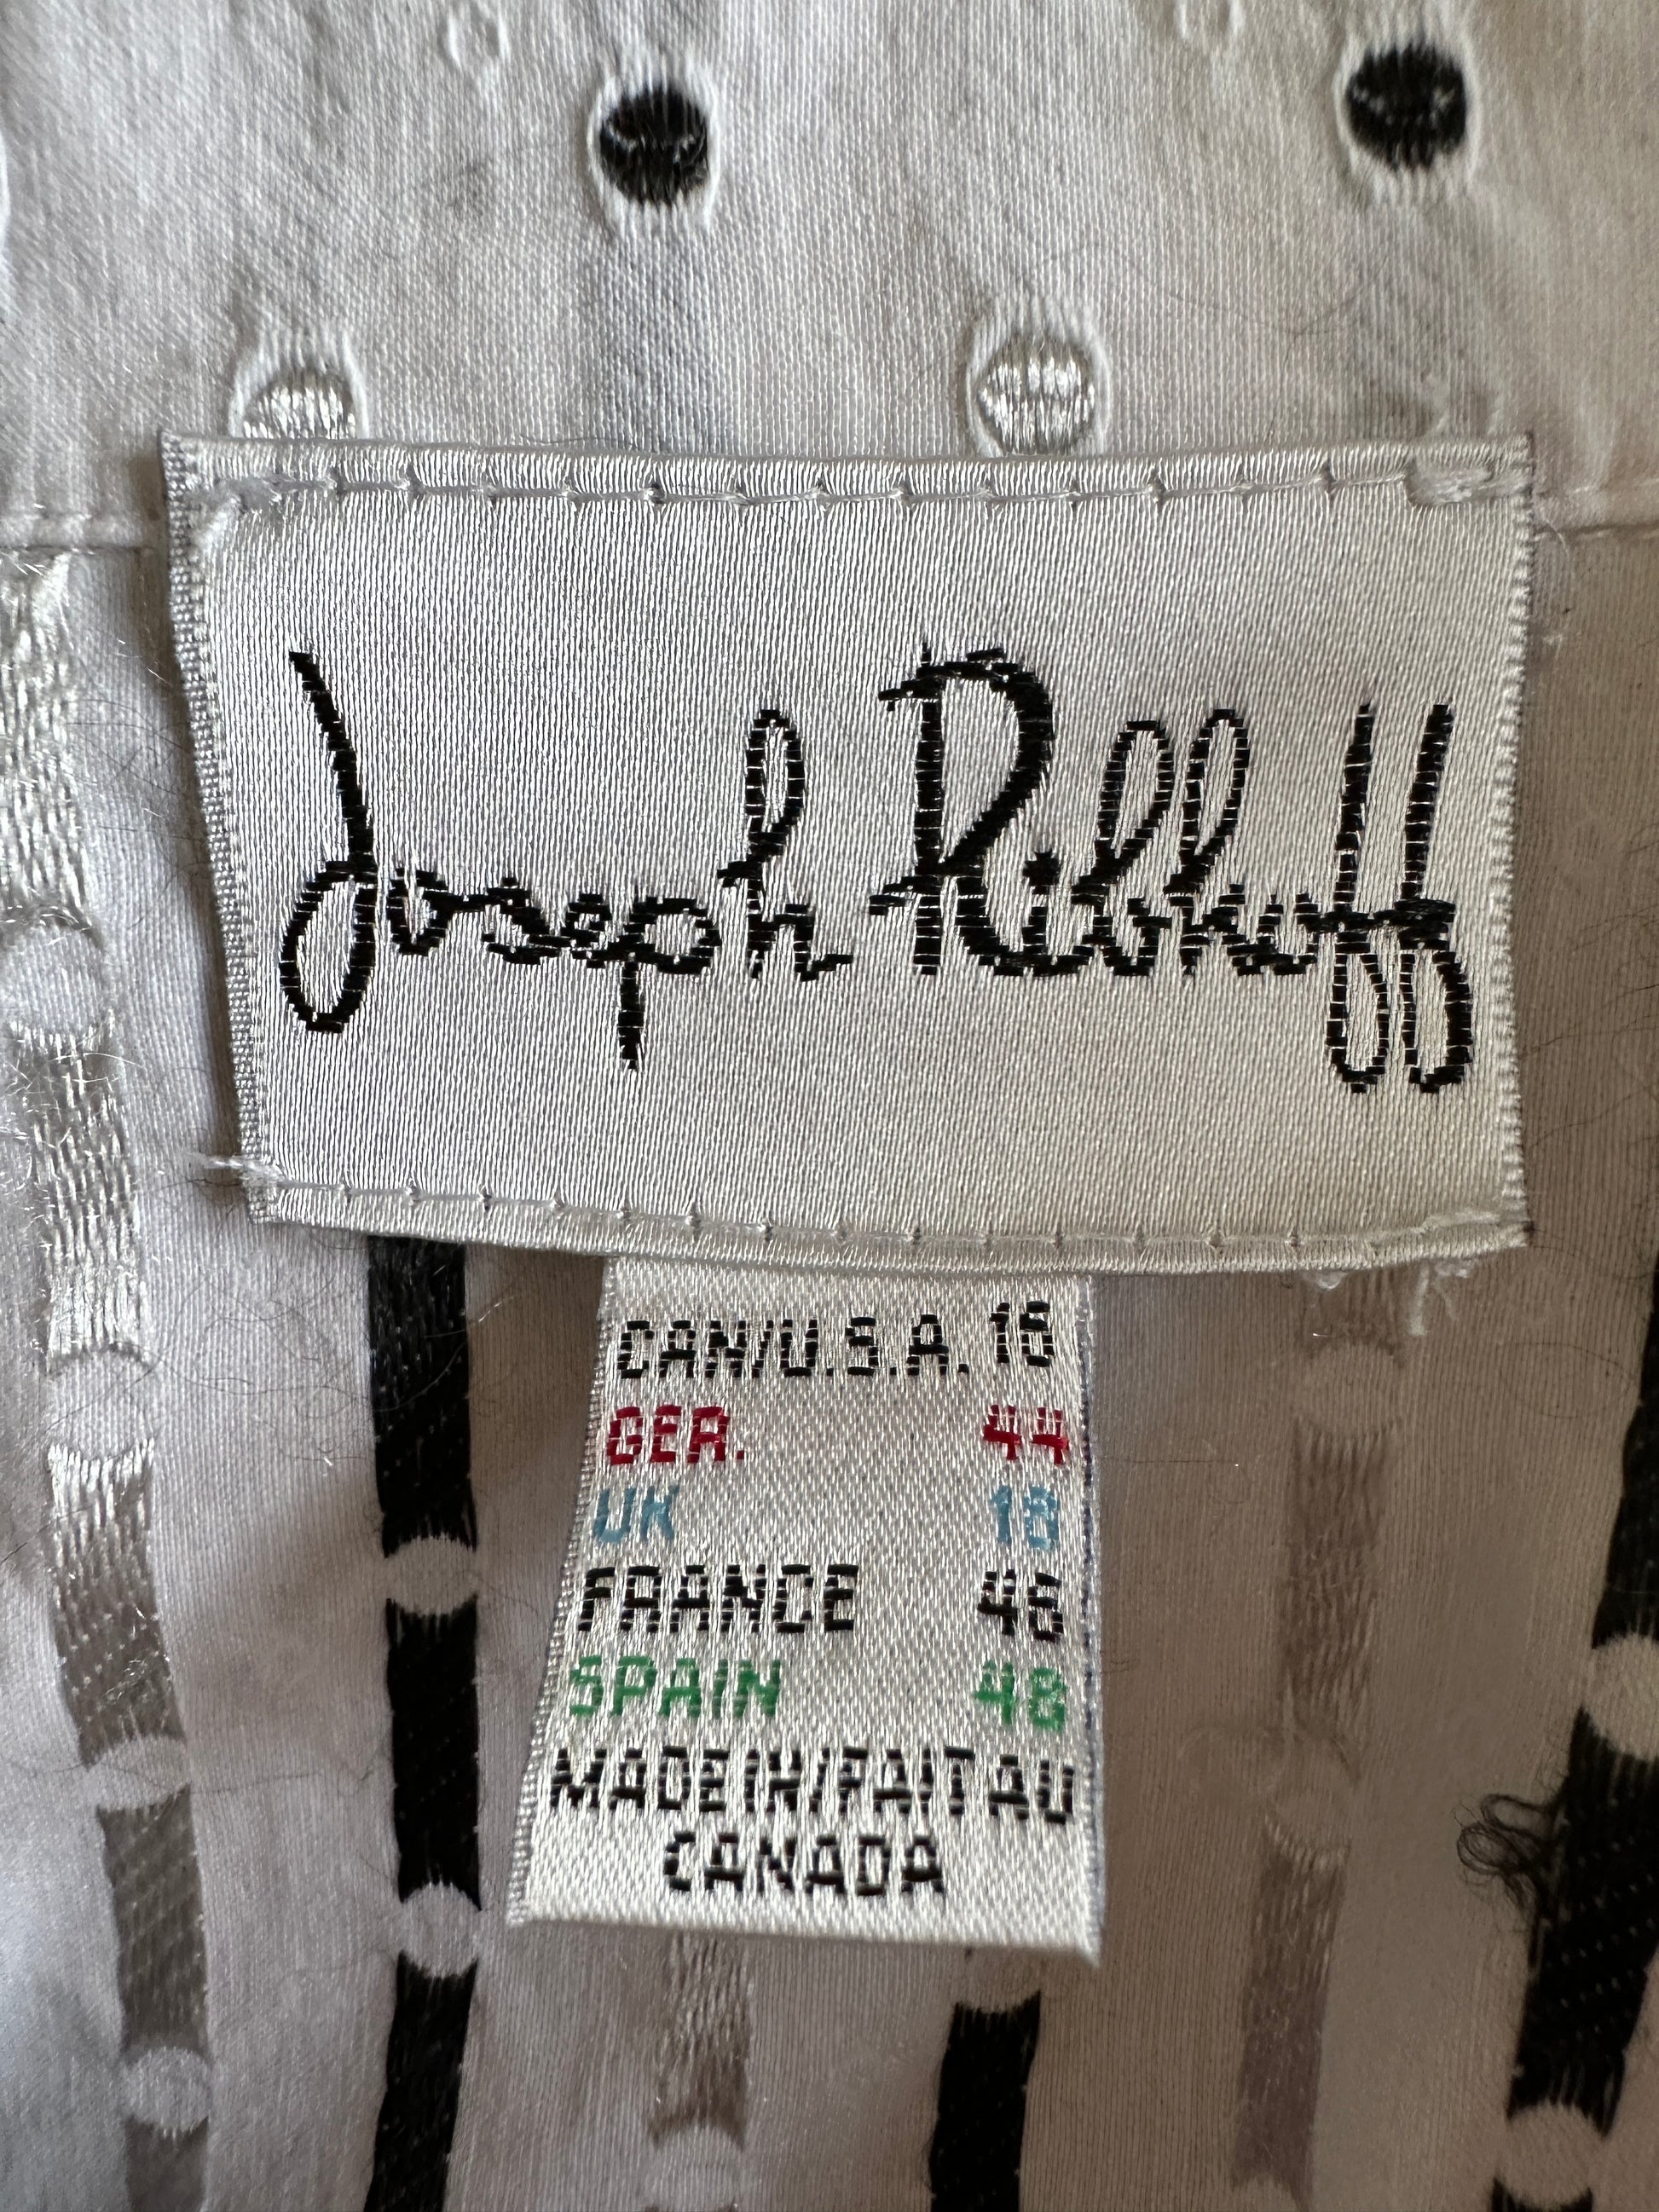 Joseph Ribkoff
CAN/U.S.A. 16
GER. 44
UK 18
FRANCE 46
SPAIN 48
MADE IN/FAIT AU
CANADA